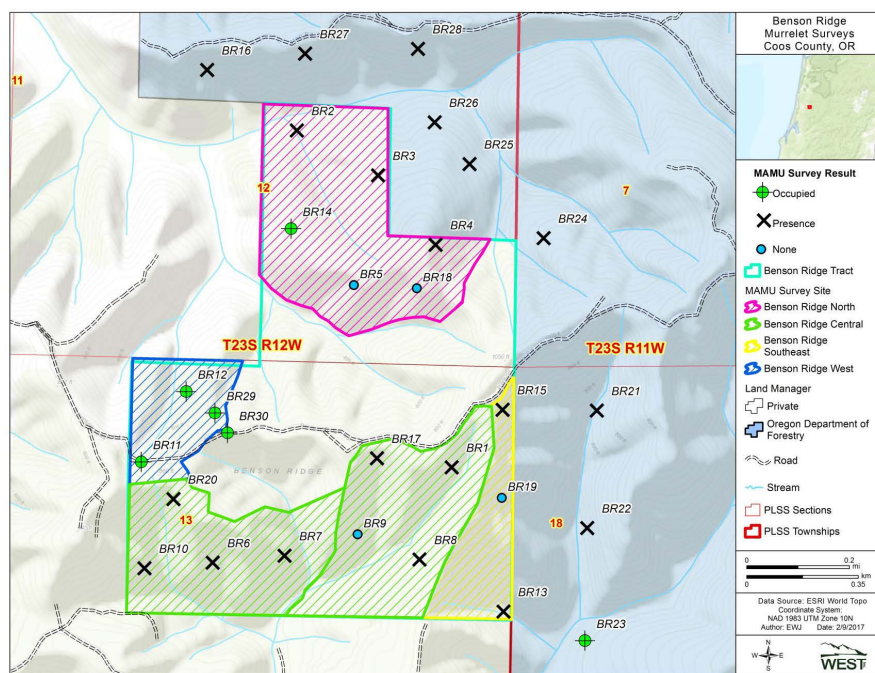 Benson Ridge
Murrelet Surveys
Coos County, OR
MAMU Survey Result
Occupied
Presence
None
Benson Ridge Tract
MAMU Survey Site
Benson Ridge North
Benson Ridge Central
Benson Ridge
Southeast
Benson Ridge West
Land Manager
Private
Oregon Department of
Forestry
Road
Stream
PLSS Sections
PLSS Townships
0 0.2
mi
km
0 0.35
Data Source: ESRI World Topo
Coordinate System:
NAD 1983 UTM Zone 10N
Author: EWJ Date: 2/9/2017
N
W E
S
WEST
BR16
BR27
BR28
11
BR2
BR26
BR3
BR25
12
7
BR14
BR4
BR24
BR5
BR18
T23S R12W
T23S R11W
BR12
BR29
BR30
BR15
BR21
BR11
BR17
BR1
BENSON RIDGE
BR20
BR19
13
BR9
18
BR22
BR10
BR6
BR7
BR8
BR13
BR23